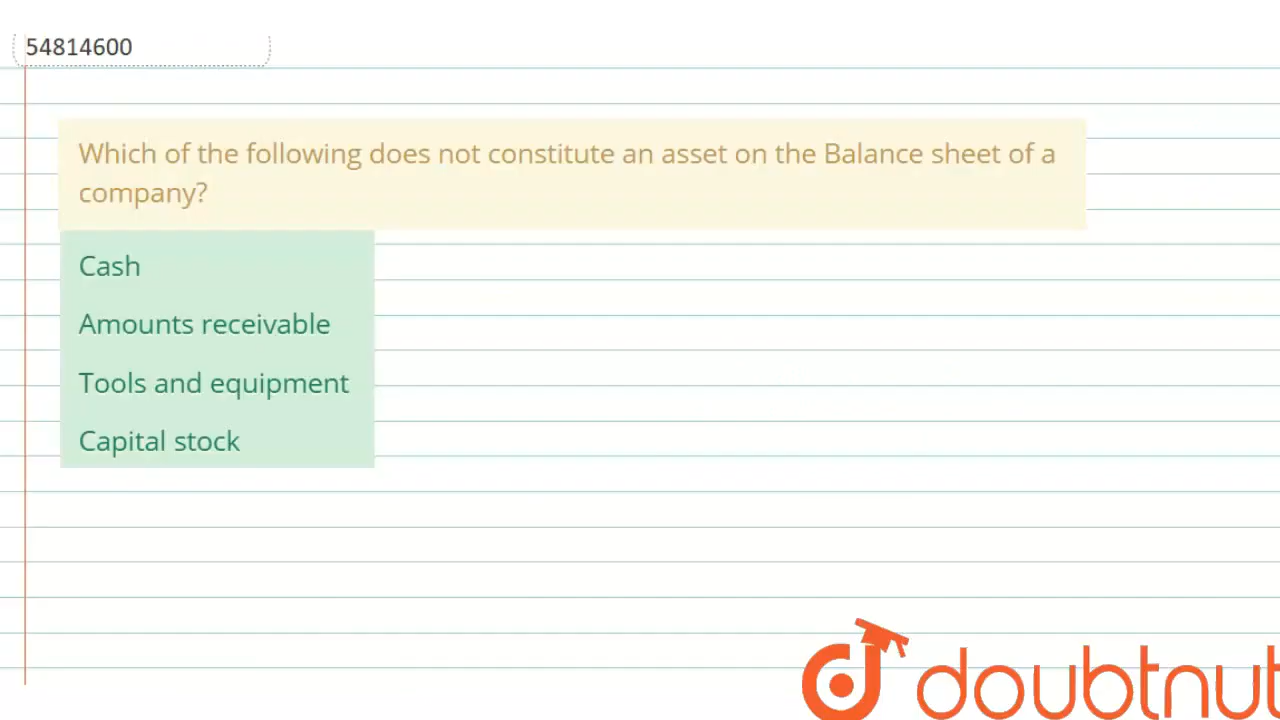 54814600
Which of the following does not constitute an asset on the Balance sheet of a
company?
Cash
Amounts receivable
Tools and equipment
Capital stock
doubtnut